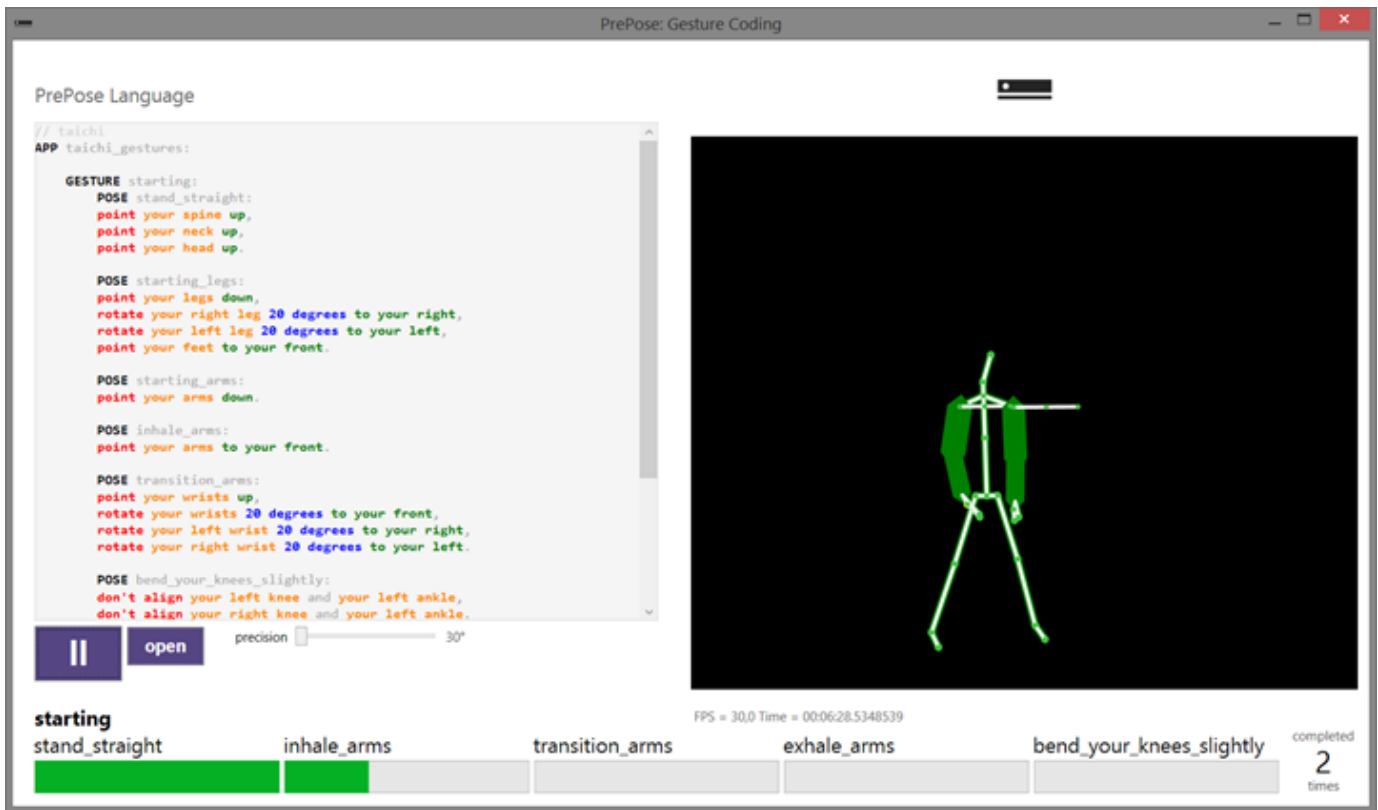 PrePose: Gesture Coding
PrePose Language
// taichi
APP taichi_gestures:
GESTURE starting:
POSE stand_straight:
point your spine up,
point your neck up,
point your head up.
POSE starting_legs:
point your legs down,
rotate your right leg 20 degrees to your right,
rotate your left leg 20 degrees to your left,
point your feet to your front.
POSE starting_arms:
point your arms down.
POSE inhale_arms:
point your arms to your front.
POSE transition_arms:
point your wrists up,
rotate your wrists 20 degrees to your front,
rotate your left wrist 20 degrees to your right,
rotate your right wrist 20 degrees to your left.
POSE bend_your_knees_slightly:
don't align your left knee and your left ankle,
don't align your right knee and your left ankle.
open
precision 30°
FPS = 30,0 Time = 00:06:28.5348539
starting
stand_straight inhale_arms transition_arms exhale_arms bend_your_knees_slightly
completed
2
times